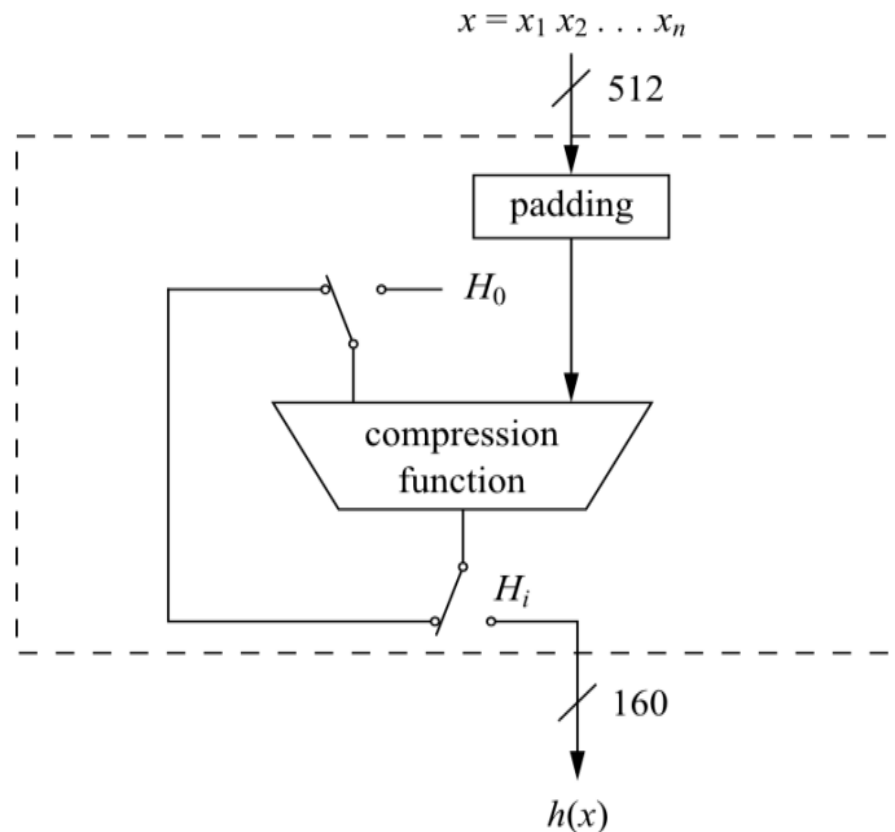 x = x₁ x₂ . . . xₙ
512
padding
H₀
compression
function
Hᵢ
160
h(x)